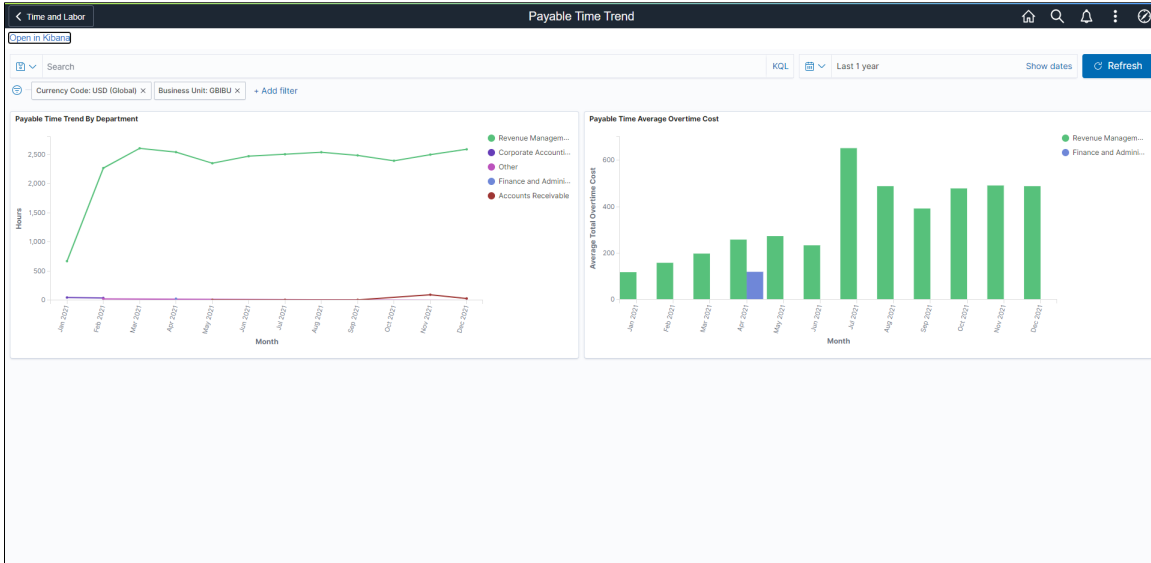 Time and Labor
Payable Time Trend
Open in Kibana
Search
KQL
Last 1 year
Show dates
Refresh
Currency Code: USD (Global) ×
Business Unit: GBIBU ×
+ Add filter
Payable Time Trend By Department
Hours
2,500
2,000
1,500
1,000
500
0
Jan 2021
Feb 2021
Mar 2021
Apr 2021
May 2021
Jun 2021
Jul 2021
Aug 2021
Sep 2021
Oct 2021
Nov 2021
Dec 2021
Month
Revenue Managem...
Corporate Accounti...
Other
Finance and Admini...
Accounts Receivable
Payable Time Average Overtime Cost
Average Total Overtime Cost
600
400
200
0
Jan 2021
Feb 2021
Mar 2021
Apr 2021
May 2021
Jun 2021
Jul 2021
Aug 2021
Sep 2021
Oct 2021
Nov 2021
Dec 2021
Month
Revenue Managem...
Finance and Admini...